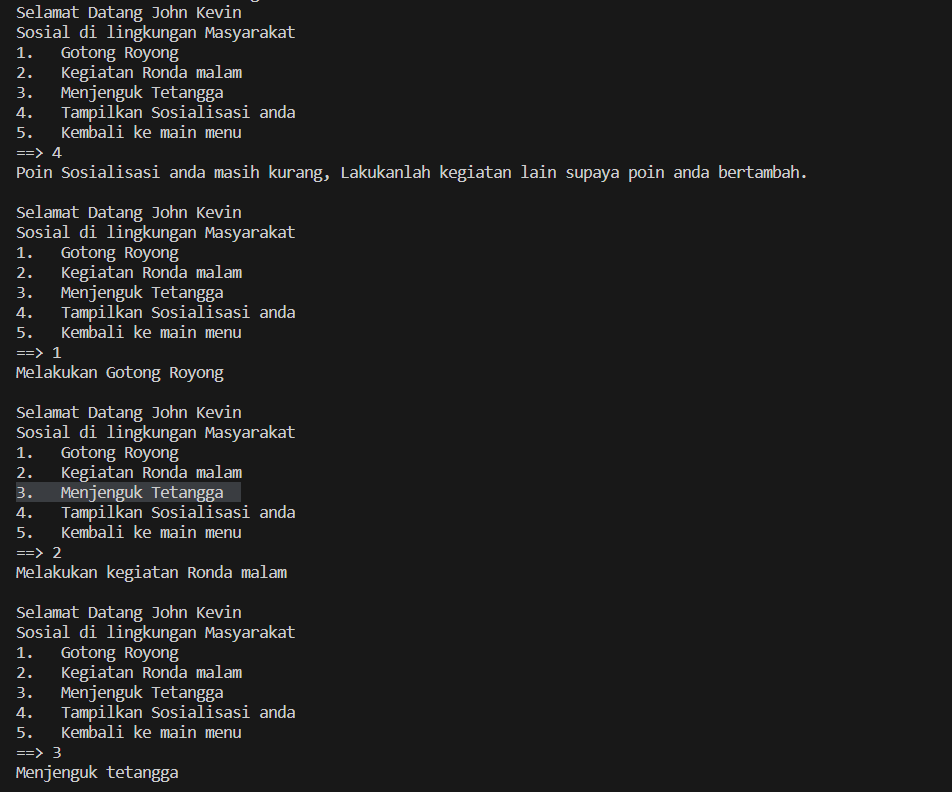 Selamat Datang John Kevin
Sosial di lingkungan Masyarakat
1.   Gotong Royong
2.   Kegiatan Ronda malam
3.   Menjenguk Tetangga
4.   Tampilkan Sosialisasi anda
5.   Kembali ke main menu
==> 4
Poin Sosialisasi anda masih kurang, Lakukanlah kegiatan lain supaya poin anda bertambah.

Selamat Datang John Kevin
Sosial di lingkungan Masyarakat
1.   Gotong Royong
2.   Kegiatan Ronda malam
3.   Menjenguk Tetangga
4.   Tampilkan Sosialisasi anda
5.   Kembali ke main menu
==> 1
Melakukan Gotong Royong

Selamat Datang John Kevin
Sosial di lingkungan Masyarakat
1.   Gotong Royong
2.   Kegiatan Ronda malam
3.   Menjenguk Tetangga
4.   Tampilkan Sosialisasi anda
5.   Kembali ke main menu
==> 2
Melakukan kegiatan Ronda malam

Selamat Datang John Kevin
Sosial di lingkungan Masyarakat
1.   Gotong Royong
2.   Kegiatan Ronda malam
3.   Menjenguk Tetangga
4.   Tampilkan Sosialisasi anda
5.   Kembali ke main menu
==> 3
Menjenguk tetangga